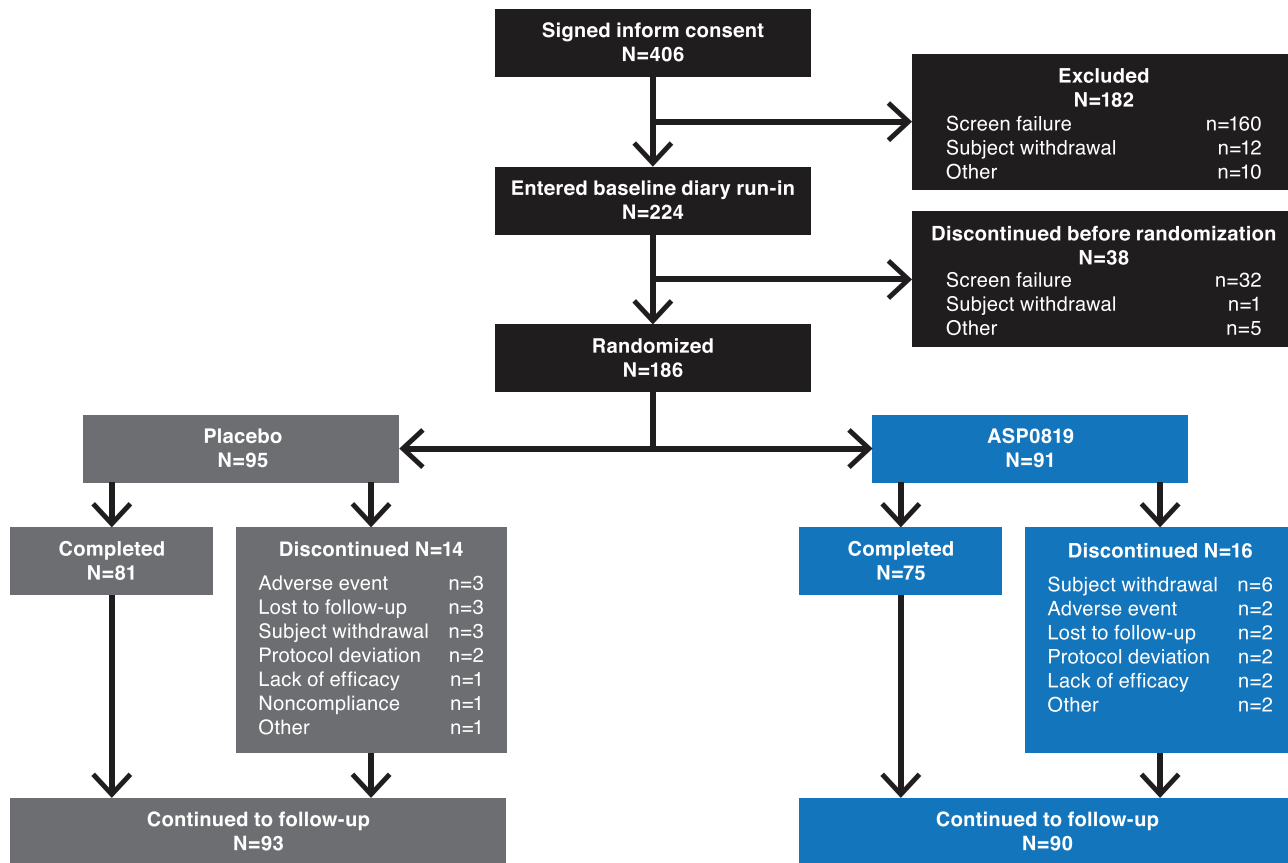 Signed inform consent
N=406
Excluded
N=182
Screen failure n=160
Subject withdrawal n=12
Other n=10
Entered baseline diary run-in
N=224
Discontinued before randomization
N=38
Screen failure n=32
Subject withdrawal n=1
Other n=5
Randomized
N=186
Placebo
N=95
ASP0819
N=91
Completed
N=81
Discontinued N=14
Adverse event n=3
Lost to follow-up n=3
Subject withdrawal n=3
Protocol deviation n=2
Lack of efficacy n=1
Noncompliance n=1
Other n=1
Completed
N=75
Discontinued N=16
Subject withdrawal n=6
Adverse event n=2
Lost to follow-up n=2
Protocol deviation n=2
Lack of efficacy n=2
Other n=2
Continued to follow-up
N=93
Continued to follow-up
N=90